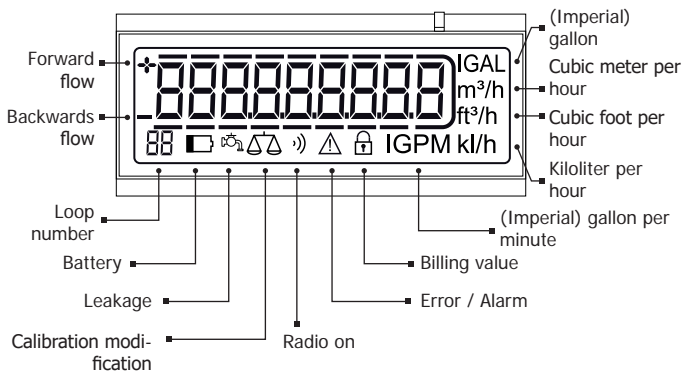 (Imperial)
gallon
Forward
flow
IGAL
Cubic meter per
hour
m³/h
Backwards
flow
888888888
ft³/h
Cubic foot per
hour
88
IGPM kl/h
Kiloliter per
hour
Loop
number
(Imperial) gallon per
minute
Battery
Billing value
Leakage
Error / Alarm
Calibration modi-
fication
Radio on